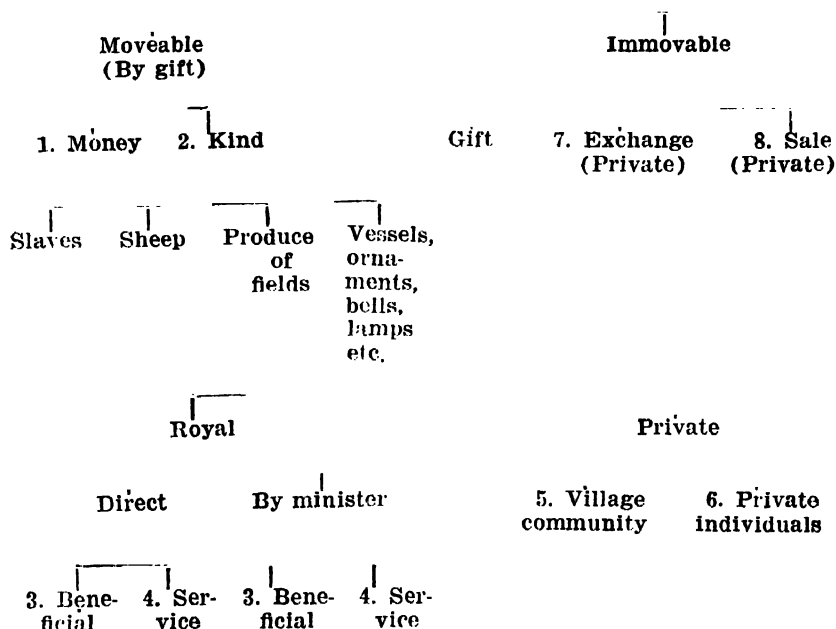 Moveable Immovable
(By gift)
1. Money 2. Kind Gift 7. Exchange 8. Sale
(Private) (Private)
Slaves Sheep Produce Vessels,
of orna-
fields ments,
bells,
lamps
etc.
Royal Private
Direct By minister 5. Village 6. Private
community individuals
3. Bene- 4. Ser- 3. Bene- 4. Ser-
ficial vice ficial vice